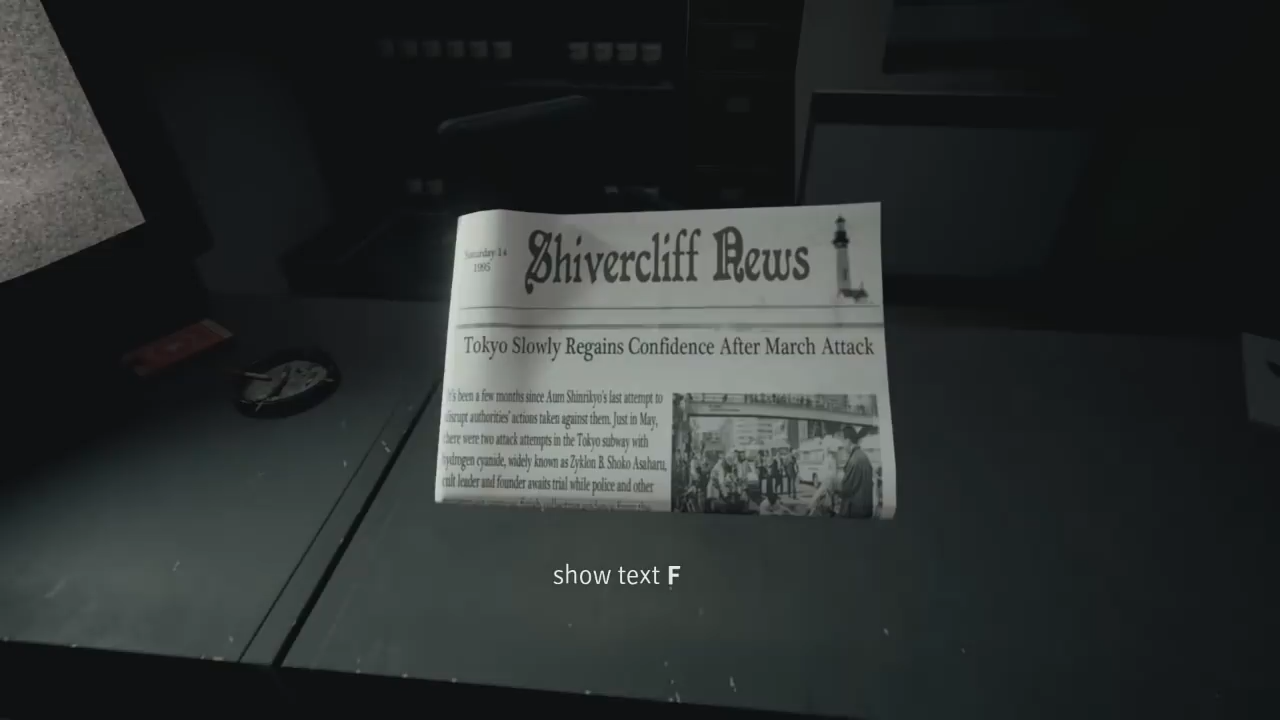 Saturday 14
1995
Shivercliff News
Tokyo Slowly Regains Confidence After March Attack
It's been a few months since Aum Shinrikyo's last attempt to
disrupt authorities' actions taken against them. Just in May,
there were two attack attempts in the Tokyo subway with
hydrogen cyanide, widely known as Zyklon B. Shoko Asaharu,
cult leader and founder awaits trial while police and other
show text F